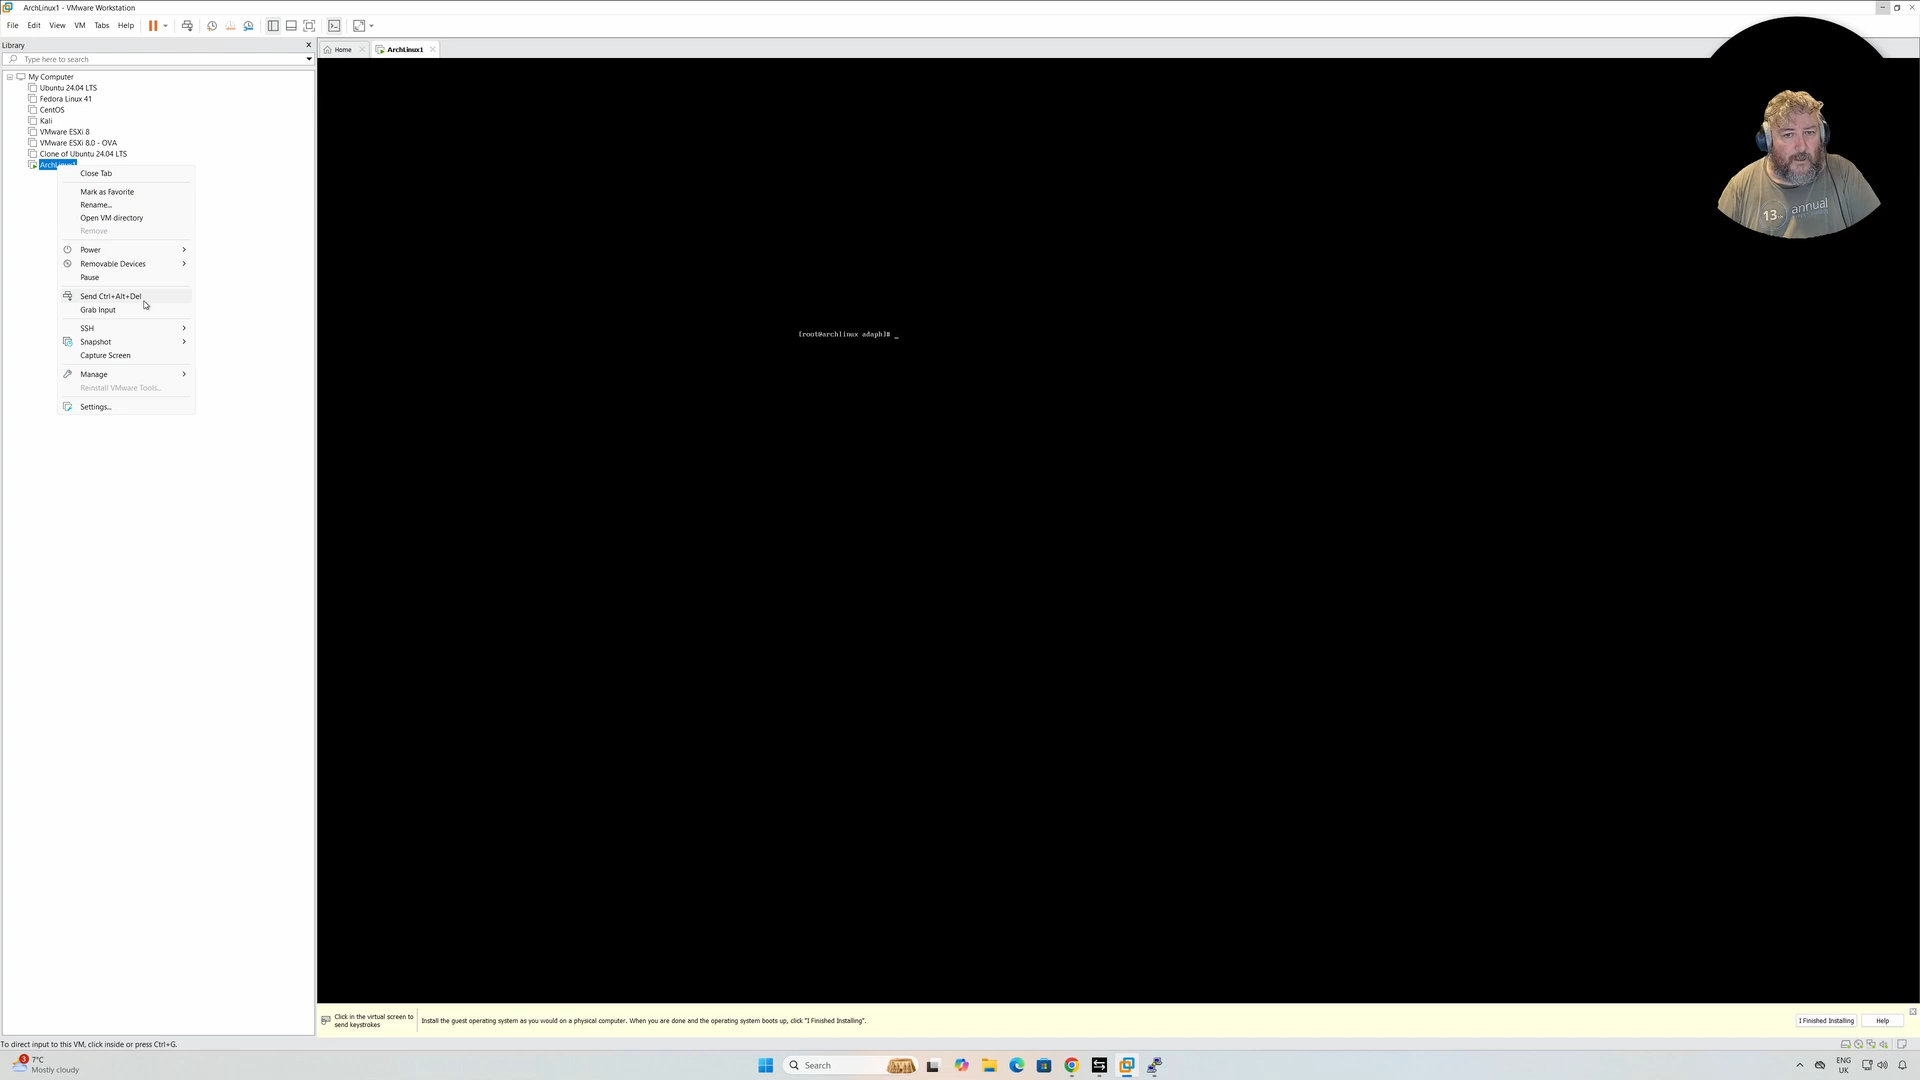 ArchLinux1 - VMware Workstation
File Edit View VM Tabs Help
Library
Type here to search
Home
ArchLinux1
My Computer
Ubuntu 24.04 LTS
Fedora Linux 41
CentOS
Kali
VMware ESXi 8
VMware ESXi 8.0 - OVA
Clone of Ubuntu 24.04 LTS
ArchLinux1
Close Tab
Mark as Favorite
Rename...
Open VM directory
Remove
Power
Removable Devices
Pause
Send Ctrl+Alt+Del
Grab Input
SSH
Snapshot
Capture Screen
Manage
Reinstall VMware Tools...
Settings...
[root@archlinux adaph]# _
13 annual
Click in the virtual screen to
send keystrokes
Install the guest operating system as you would on a physical computer. When you are done and the operating system boots up, click "I Finished Installing".
I Finished Installing
Help
To direct input to this VM, click inside or press Ctrl+G.
3
7°C
Mostly cloudy
Search
ENG
UK